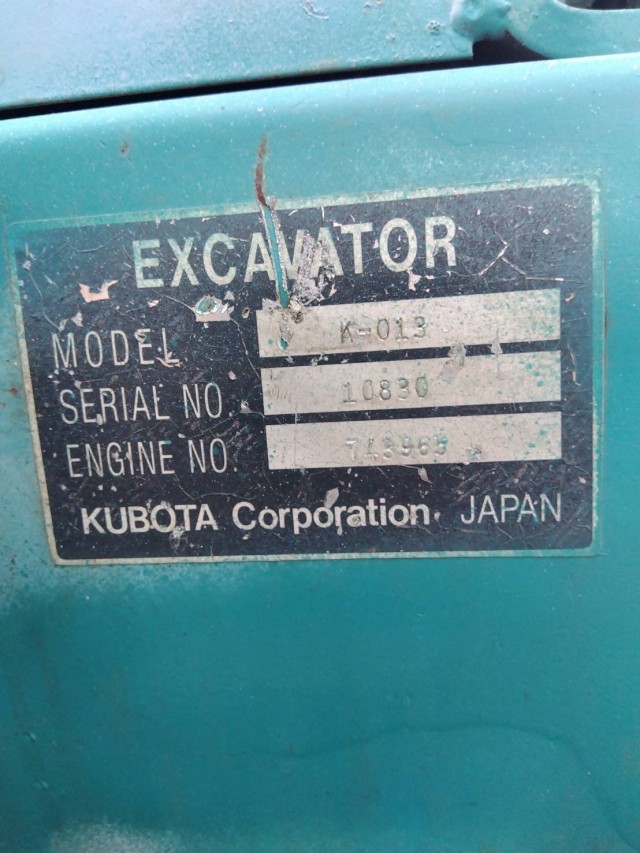 EXCAVATOR
MODEL K-013
SERIAL NO. 10830
ENGINE NO.
KUBOTA Corporation. JAPAN